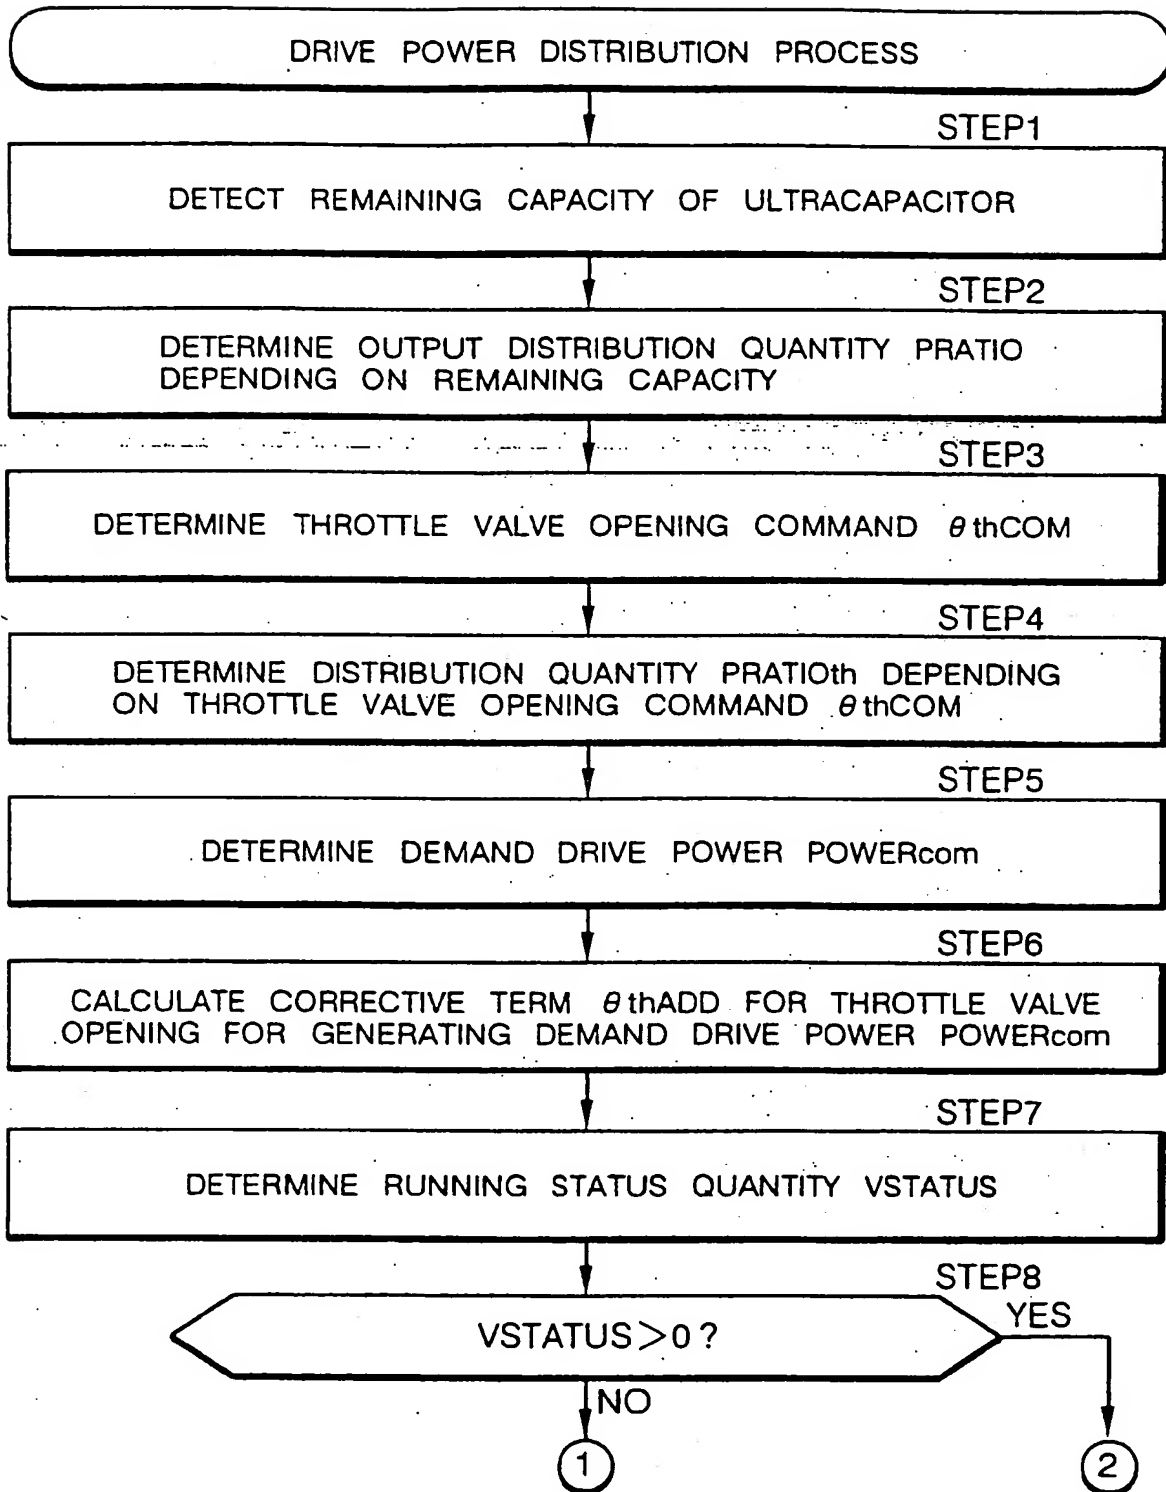 DRIVE POWER DISTRIBUTION PROCESS
STEP1
DETECT REMAINING CAPACITY OF ULTRACAPACITOR
STEP2
DETERMINE OUTPUT DISTRIBUTION QUANTITY PRATIO
DEPENDING ON REMAINING CAPACITY
STEP3
DETERMINE THROTTLE VALVE OPENING COMMAND θthCOM
STEP4
DETERMINE DISTRIBUTION QUANTITY PRATIOth DEPENDING
ON THROTTLE VALVE OPENING COMMAND θthCOM
STEP5
DETERMINE DEMAND DRIVE POWER POWERcom
STEP6
CALCULATE CORRECTIVE TERM θthADD FOR THROTTLE VALVE
OPENING FOR GENERATING DEMAND DRIVE POWER POWERcom
STEP7
DETERMINE RUNNING STATUS QUANTITY VSTATUS
STEP8
VSTATUS>0?
YES
NO
1
2